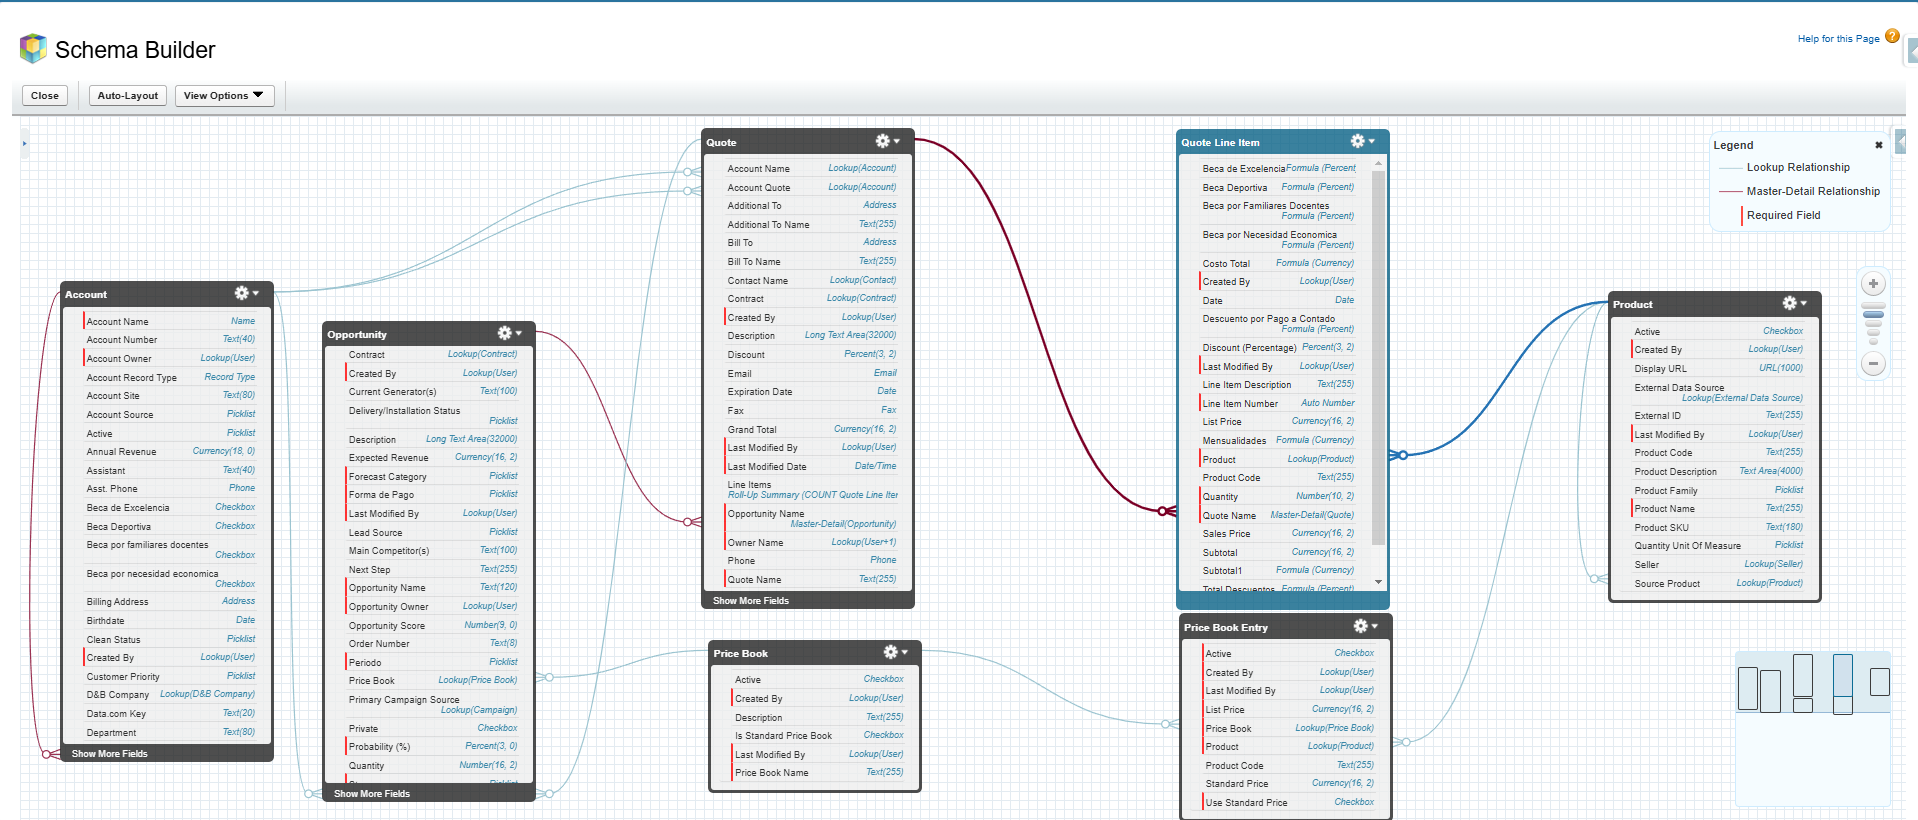 Schema Builder
Help for this Page
Close
Auto-Layout
View Options
Legend
Lookup Relationship
Master-Detail Relationship
Required Field
Account
Account Name Name
Account Number Text(40)
Account Owner Lookup(User)
Account Record Type Record Type
Account Site Text(80)
Account Source Picklist
Active Picklist
Annual Revenue Currency(18, 0)
Assistant Text(40)
Asst. Phone Phone
Beca de Excelencia Checkbox
Beca Deportiva Checkbox
Beca por familiares docentes
Checkbox
Beca por necesidad economica
Checkbox
Billing Address Address
Birthdate Date
Clean Status Picklist
Created By Lookup(User)
Customer Priority Picklist
D&B Company Lookup(D&B Company)
Data.com Key Text(20)
Department Text(80)
Show More Fields
Opportunity
Contract Lookup(Contract)
Created By Lookup(User)
Current Generator(s) Text(100)
Delivery/Installation Status
Picklist
Description Long Text Area(32000)
Expected Revenue Currency(16, 2)
Forecast Category Picklist
Forma de Pago Picklist
Last Modified By Lookup(User)
Lead Source Picklist
Main Competitor(s) Text(100)
Next Step Text(255)
Opportunity Name Text(120)
Opportunity Owner Lookup(User)
Opportunity Score Number(9, 0)
Order Number Text(8)
Periodo Picklist
Price Book Lookup(Price Book)
Primary Campaign Source
Lookup(Campaign)
Private Checkbox
Probability (%) Percent(3, 0)
Quantity Number(16, 2)
Picklist
Show More Fields
Quote
Account Name Lookup(Account)
Account Quote Lookup(Account)
Additional To Address
Additional To Name Text(255)
Bill To Address
Bill To Name Text(255)
Contact Name Lookup(Contact)
Contract Lookup(Contract)
Created By Lookup(User)
Description Long Text Area(32000)
Discount Percent(3, 2)
Email Email
Expiration Date Date
Fax Fax
Grand Total Currency(16, 2)
Last Modified By Lookup(User)
Last Modified Date Date/Time
Line Items
Roll-Up Summary (COUNT Quote Line Iter
Opportunity Name
Master-Detail(Opportunity)
Owner Name Lookup(User+1)
Phone Phone
Quote Name Text(255)
Show More Fields
Price Book
Active Checkbox
Created By Lookup(User)
Description Text(255)
Is Standard Price Book Checkbox
Last Modified By Lookup(User)
Price Book Name Text(255)
Quote Line Item
Beca de Excelencia Formula (Percent
Beca Deportiva Formula (Percent)
Beca por Familiares Docentes
Formula (Percent)
Beca por Necesidad Economica
Formula (Percent)
Costo Total Formula (Currency)
Created By Lookup(User)
Date Date
Descuento por Pago a Contado
Formula (Percent)
Discount (Percentage) Percent(3, 2)
Last Modified By Lookup(User)
Line Item Description Text(255)
Line Item Number Auto Number
List Price Currency(16, 2)
Mensualidades Formula (Currency)
Product Lookup(Product)
Product Code Text(255)
Quantity Number(10, 2)
Quote Name Master-Detail(Quote)
Sales Price Currency(16, 2)
Subtotal Currency(16, 2)
Subtotal1 Formula (Currency)
Total Descuentos Formula (Percent)
Price Book Entry
Active Checkbox
Created By Lookup(User)
Last Modified By Lookup(User)
List Price Currency(16, 2)
Price Book Lookup(Price Book)
Product Lookup(Product)
Product Code Text(255)
Standard Price Currency(16, 2)
Use Standard Price Checkbox
Product
Active Checkbox
Created By Lookup(User)
Display URL URL(1000)
External Data Source
Lookup(External Data Source)
External ID Text(255)
Last Modified By Lookup(User)
Product Code Text(255)
Product Description Text Area(4000)
Product Family Picklist
Product Name Text(255)
Product SKU Text(180)
Quantity Unit Of Measure Picklist
Seller Lookup(Seller)
Source Product Lookup(Product)